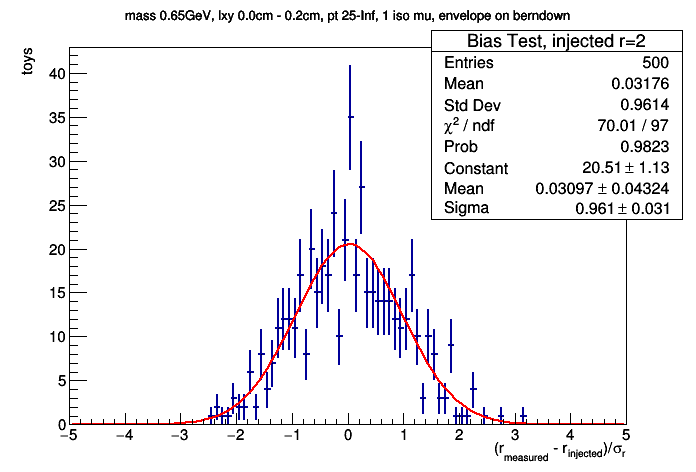 mass 0.65GeV, lxy 0.0cm - 0.2cm, pt 25-Inf, 1 iso mu, envelope on berndown
Bias Test, injected r=2
Entries 500
Mean 0.03176
Std Dev 0.9614
χ² / ndf 70.01 / 97
Prob 0.9823
Constant 20.51 ± 1.13
Mean 0.03097 ± 0.04324
Sigma 0.961 ± 0.031
toys
40
35
30
25
20
15
10
5
0
−5 −4 −3 −2 −1 0 1 2 3 4 5
(r_measured - r_injected)/σ_r